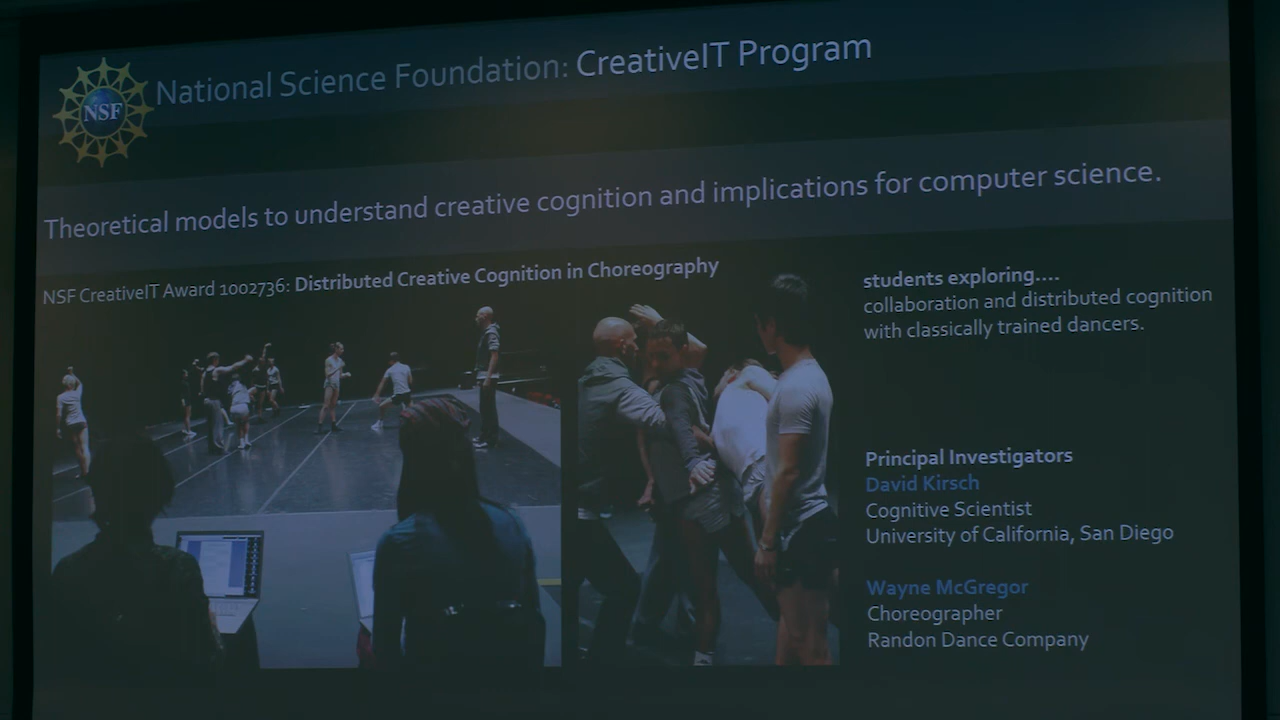 NSF
National Science Foundation: CreativeIT Program
Theoretical models to understand creative cognition and implications for computer science.
NSF CreativeIT Award 1002736: Distributed Creative Cognition in Choreography
students exploring....
collaboration and distributed cognition
with classically trained dancers.
Principal Investigators
David Kirsch
Cognitive Scientist
University of California, San Diego
Wayne McGregor
Choreographer
Randon Dance Company